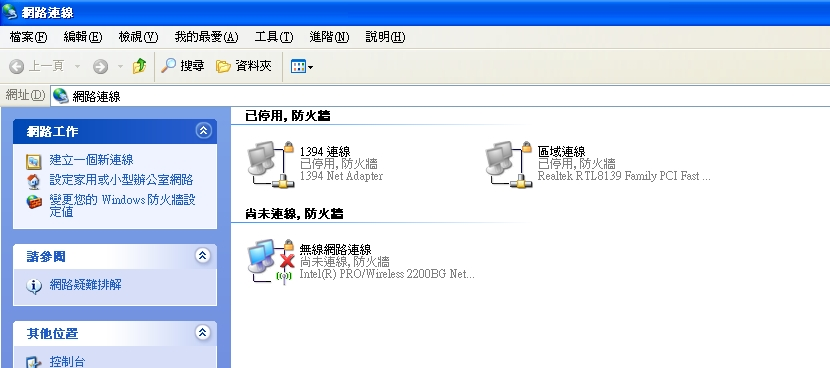 網路連線
檔案(F) 編輯(E) 檢視(V) 我的最愛(A) 工具(T) 進階(N) 說明(H)
上一頁 搜尋 資料夾
網址(D) 網路連線
網路工作
建立一個新連線
設定家用或小型辦公室網路
變更您的 Windows 防火牆設
定值
請參閱
網路疑難排解
其他位置
控制台
已停用, 防火牆
1394 連線
已停用, 防火牆
1394 Net Adapter
區域連線
已停用, 防火牆
Realtek RTL8139 Family PCI Fast ...
尚未連線, 防火牆
無線網路連線
尚未連線, 防火牆
Intel(R) PRO/Wireless 2200BG Net...